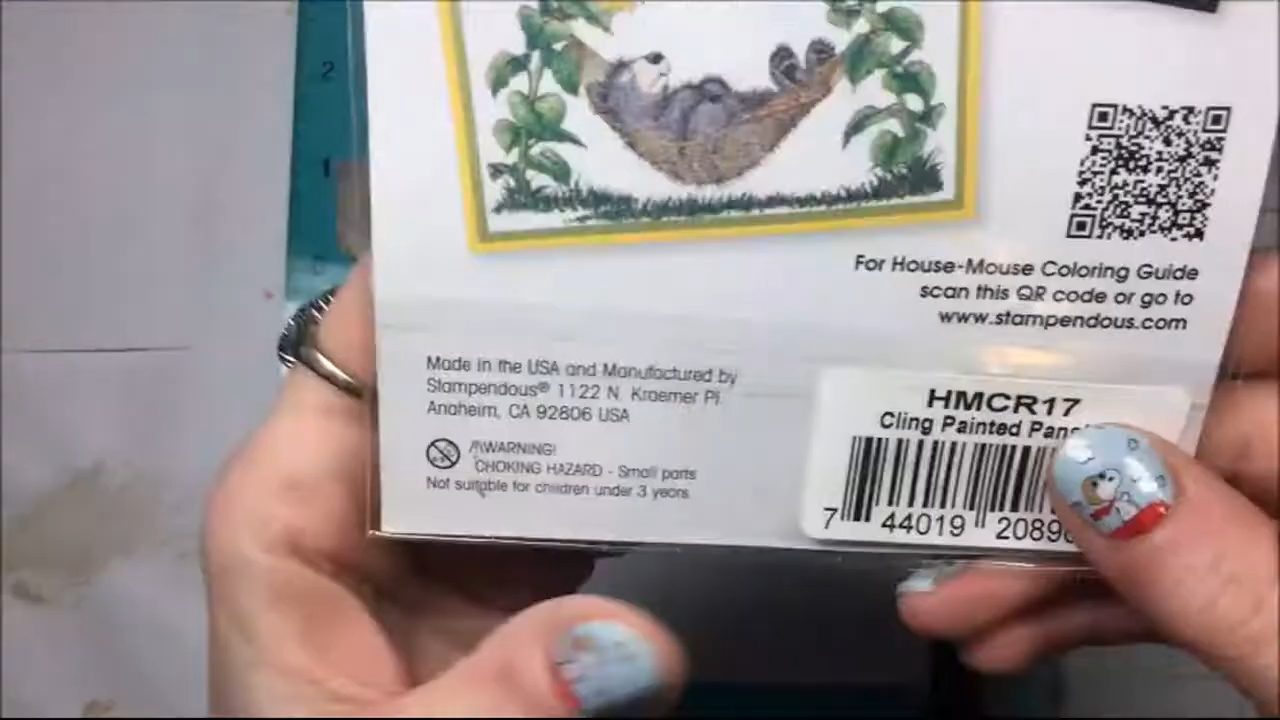 2
1
For House-Mouse Coloring Guide
scan this QR code or go to
www.stampendous.com
Made in the USA and Manufactured by
Stampendous® 1122 N. Kraemer Pl.
Anaheim, CA 92806 USA
⚠WARNING!
CHOKING HAZARD - Small parts
Not suitable for children under 3 years
HMCR17
Cling Painted
7 44019